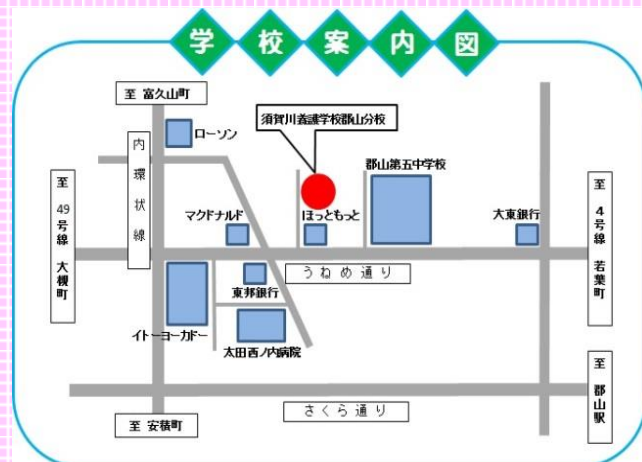 学校案内図
至 富久山町
ローソン
内環状線
須賀川養護学校郡山分校
郡山第五中学校
至 49号線 大槻町
マクドナルド
ほっともっと
大東銀行
至 4号線 若葉町
うねめ通り
東邦銀行
イトーヨーカドー
太田西ノ内病院
さくら通り
至 郡山駅
至 安積町